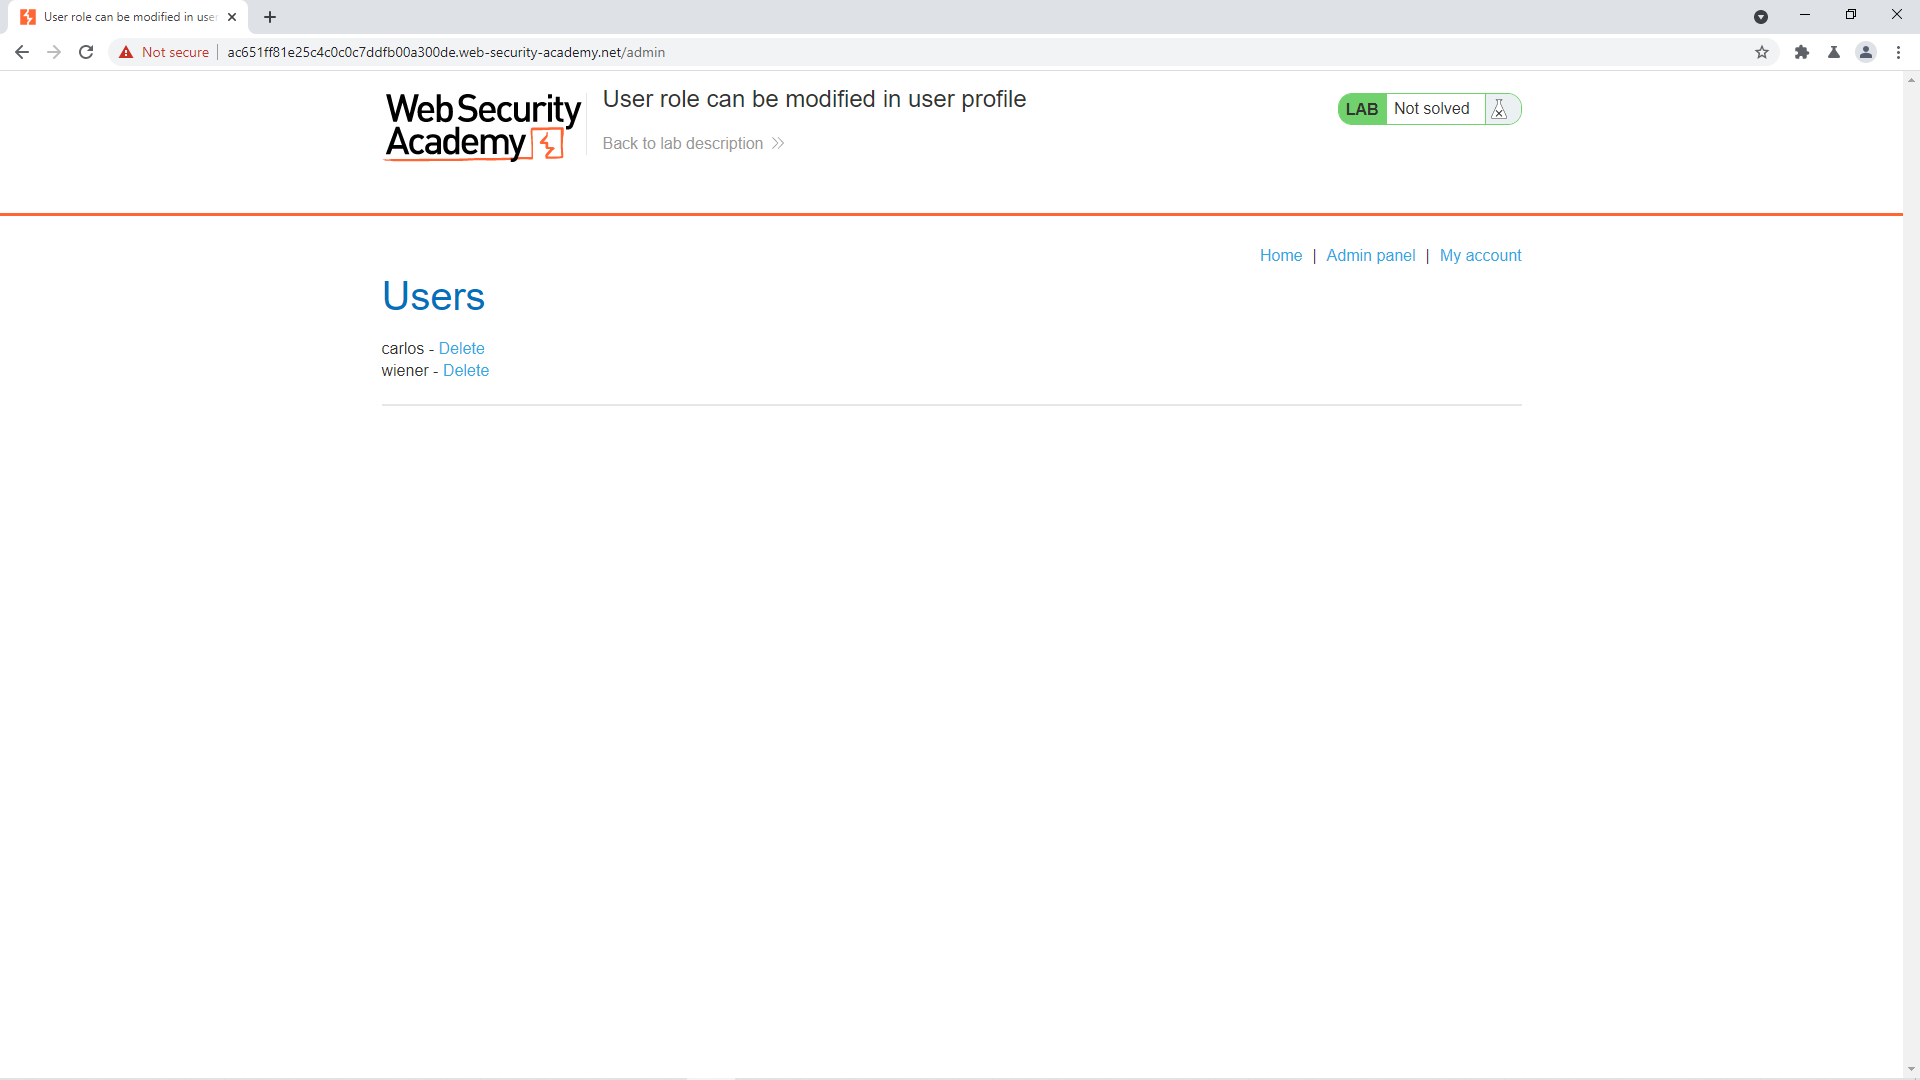 User role can be modified in use
Not secure
ac651ff81e25c4c0c0c7ddfb00a300de.web-security-academy.net/admin
Web Security
Academy
User role can be modified in user profile
Back to lab description
LAB Not solved
Home | Admin panel | My account
Users
carlos - Delete
wiener - Delete